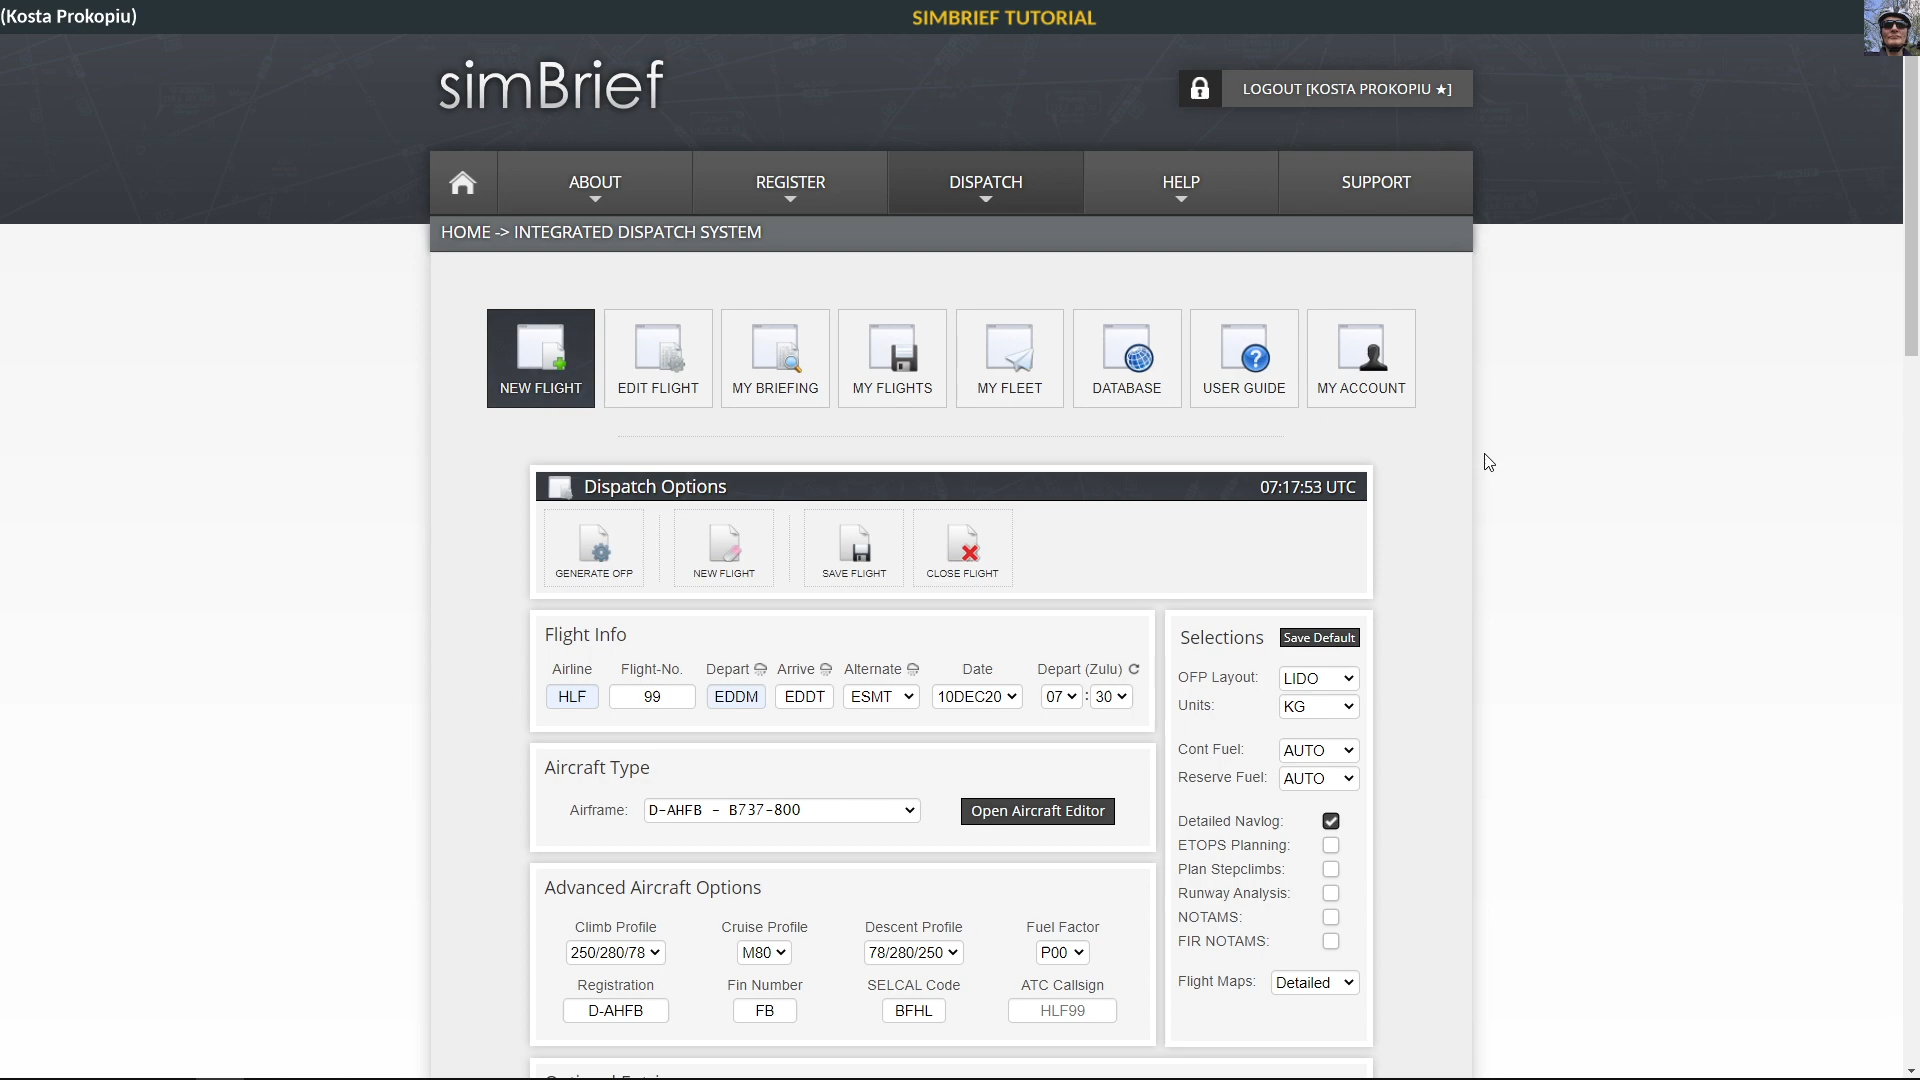 (Kosta Prokopiu)
SIMBRIEF TUTORIAL
simBrief
LOGOUT [KOSTA PROKOPIU ★]
ABOUT
REGISTER
DISPATCH
HELP
SUPPORT
HOME -> INTEGRATED DISPATCH SYSTEM
NEW FLIGHT
EDIT FLIGHT
MY BRIEFING
MY FLIGHTS
MY FLEET
DATABASE
USER GUIDE
MY ACCOUNT
Dispatch Options
07:17:53 UTC
GENERATE OFP
NEW FLIGHT
SAVE FLIGHT
CLOSE FLIGHT
Flight Info
Airline Flight-No. Depart Arrive Alternate Date Depart (Zulu)
HLF 99 EDDM EDDT ESMT 10DEC20 07 : 30
Aircraft Type
Airframe: D-AHFB - B737-800
Open Aircraft Editor
Advanced Aircraft Options
Climb Profile Cruise Profile Descent Profile Fuel Factor
250/280/78 M80 78/280/250 P00
Registration Fin Number SELCAL Code ATC Callsign
D-AHFB FB BFHL HLF99
Selections Save Default
OFP Layout: LIDO
Units: KG
Cont Fuel: AUTO
Reserve Fuel: AUTO
Detailed Navlog:
ETOPS Planning:
Plan Stepclimbs:
Runway Analysis:
NOTAMS:
FIR NOTAMS:
Flight Maps: Detailed